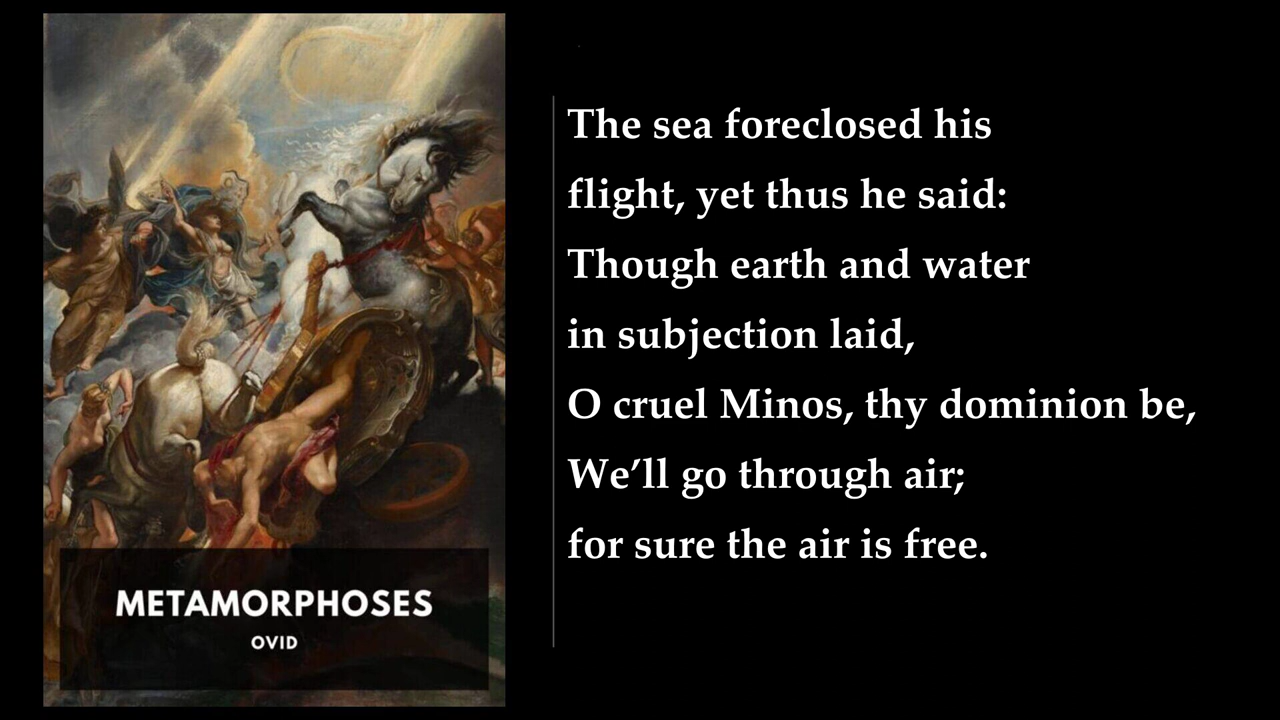 METAMORPHOSES
OVID
The sea foreclosed his
flight, yet thus he said:
Though earth and water
in subjection laid,
O cruel Minos, thy dominion be,
We’ll go through air;
for sure the air is free.